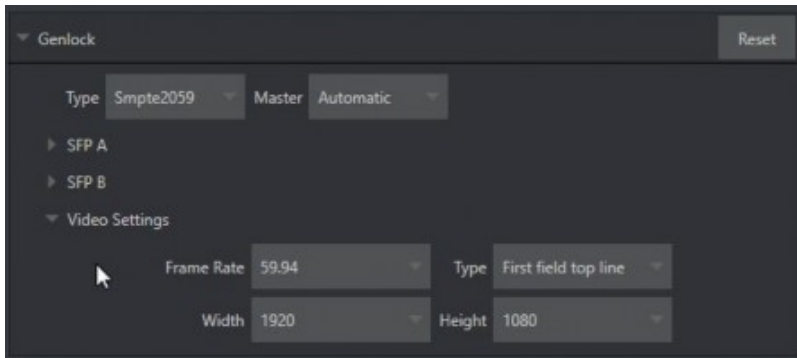 Genlock Reset
Type Smpte2059 Master Automatic
SFP A
SFP B
Video Settings
Frame Rate 59.94 Type First field top line
Width 1920 Height 1080